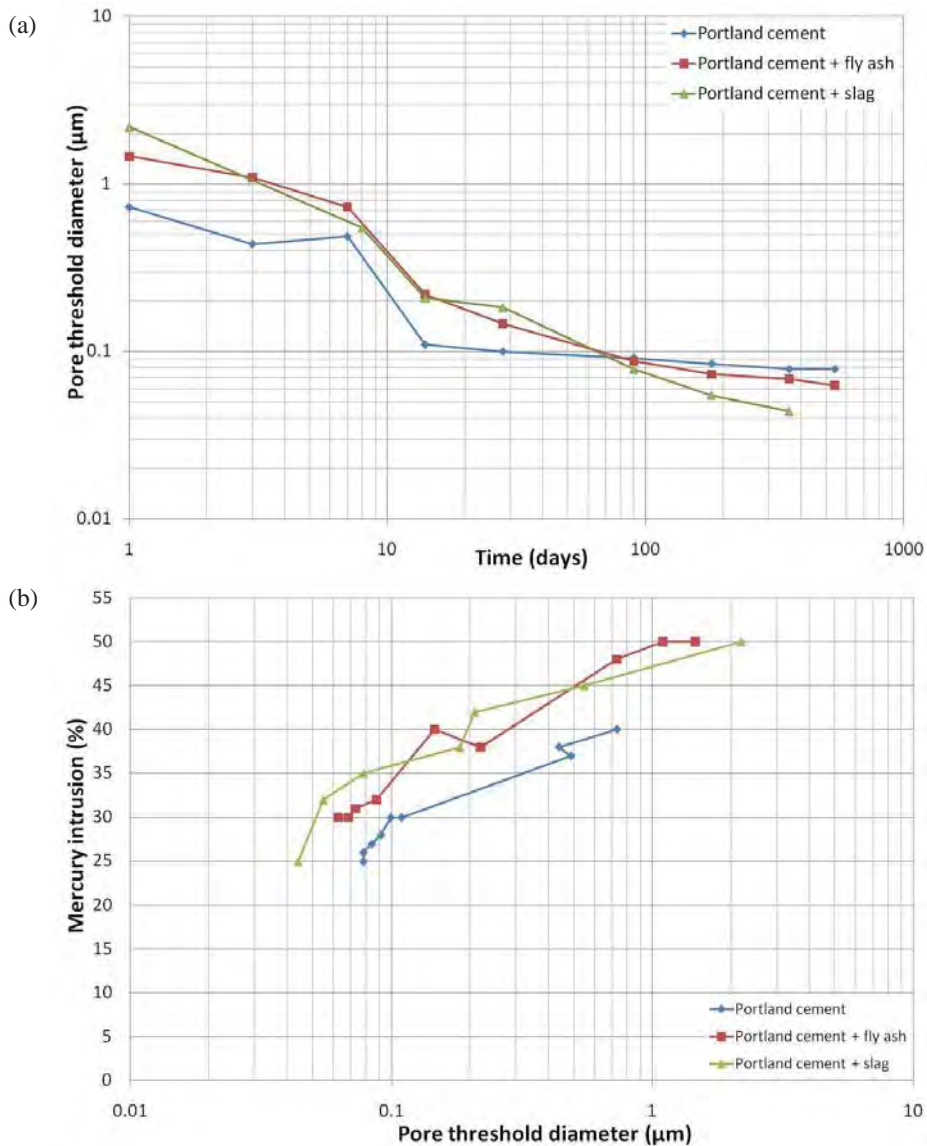 (a)
10
1
0.1
0.01
Pore threshold diameter (µm)
Portland cement
Portland cement + fly ash
Portland cement + slag
1
10
100
1000
Time (days)
(b)
55
50
45
40
35
30
25
20
15
10
5
0
Mercury intrusion (%)
Portland cement
Portland cement + fly ash
Portland cement + slag
0.01
0.1
1
10
Pore threshold diameter (µm)